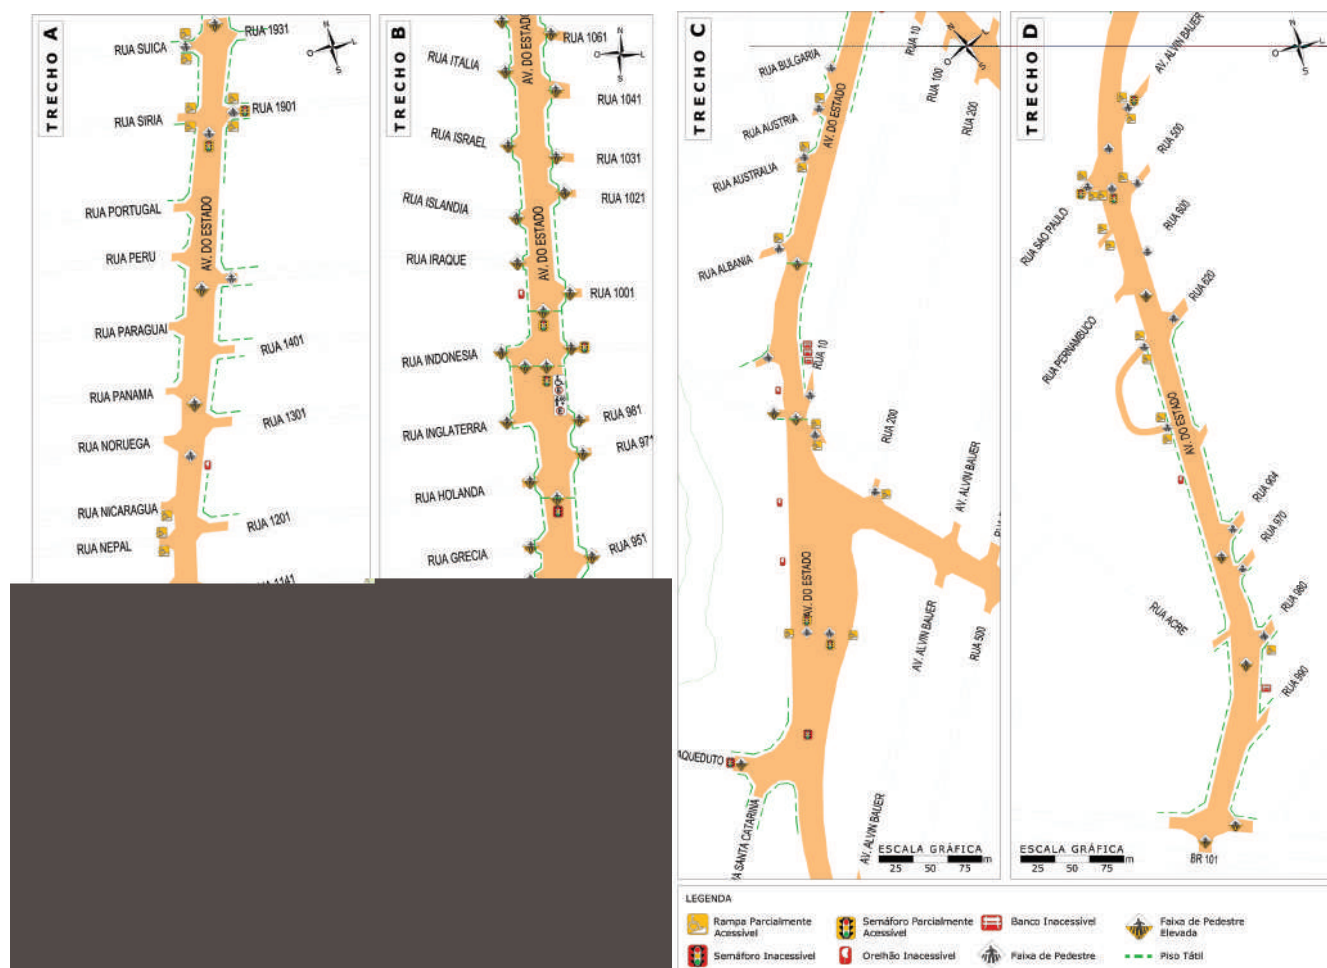 TRECHO A
RUA 1931
RUA SUICA
RUA 1901
RUA SIRIA
RUA PORTUGAL
AV. DO ESTADO
RUA PERU
RUA PARAGUAI
RUA 1401
RUA PANAMA
RUA 1301
RUA NORUEGA
RUA NICARAGUA
RUA 1201
RUA NEPAL
N
L
S
O
TRECHO B
AV. DO ESTADO
RUA 1061
RUA ITALIA
RUA 1041
RUA ISRAEL
RUA 1031
RUA 1021
RUA ISLANDIA
AV. DO ESTADO
RUA IRAQUE
RUA 1001
RUA INDONESIA
RUA 981
RUA INGLATERRA
RUA 97
RUA HOLANDA
RUA 951
RUA GRECIA
N
L
S
O
TRECHO C
RUA 10
RUA BULGARIA
RUA 100
AV. DO ESTADO
RUA 200
RUA AUSTRIA
RUA AUSTRALIA
RUA ALBANIA
RUA 10
RUA 200
AV. ALVIN BAUER
AV. DO ESTADO
AV. ALVIN BAUER
RUA 500
AQUEDUTO
RUA SANTA CATARINA
AV. ALVIN BAUER
N
L
S
O
ESCALA GRÁFICA
25 50 75 m
TRECHO D
AV. ALVIN BAUER
RUA 500
RUA SAO PAULO
RUA 600
RUA 620
RUA PERNAMBUCO
AV. DO ESTADO
RUA 904
RUA 970
RUA 980
RUA ACRE
RUA 990
BR 101
N
L
S
O
ESCALA GRÁFICA
25 50 75 m
LEGENDA
Rampa Parcialmente
Acessível
Semáforo Parcialmente
Acessível
Banco Inacessível
Faixa de Pedestre
Elevada
Semáforo Inacessível
Orelhão Inacessível
Faixa de Pedestre
Piso Tátil